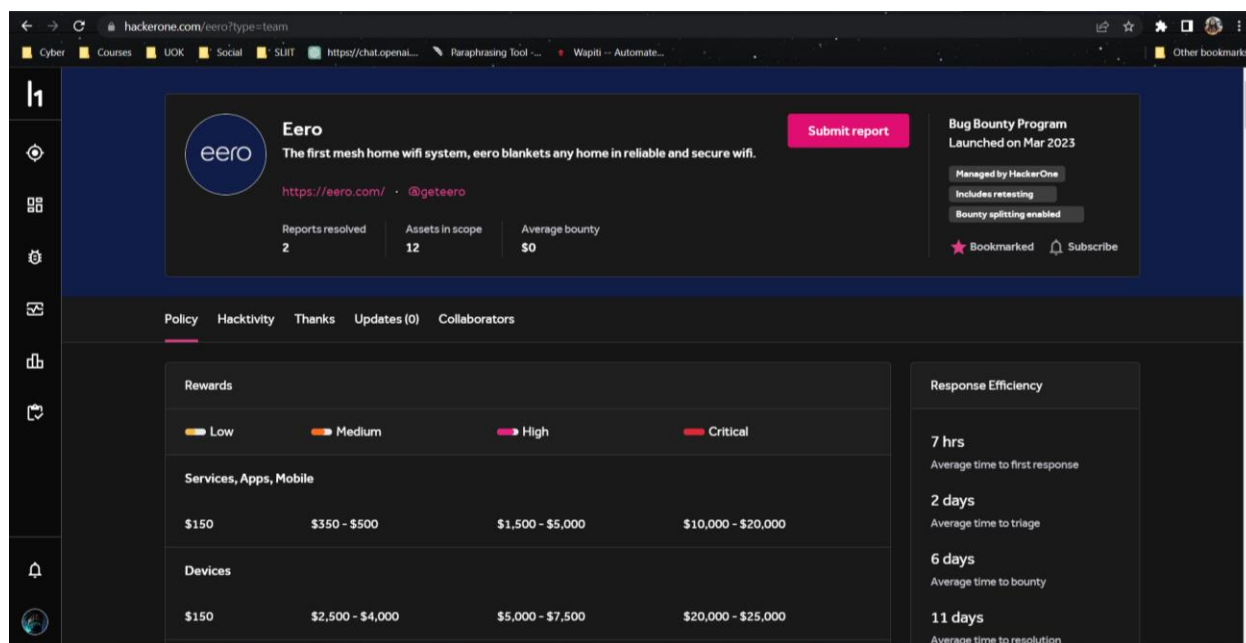 hackerone.com/eero?type=team
Cyber Courses UOK Social SLIIT https://chat.openai... Paraphrasing Tool -... Wapiti -- Automate... Other bookmarks
h1
eero
Eero
The first mesh home wifi system, eero blankets any home in reliable and secure wifi.
https://eero.com/ · @geteero
Reports resolved Assets in scope Average bounty
2 12 $0
Submit report
Bug Bounty Program
Launched on Mar 2023
Managed by HackerOne
Includes retesting
Bounty splitting enabled
Bookmarked Subscribe
Policy Hacktivity Thanks Updates (0) Collaborators
Rewards
Low Medium High Critical
Services, Apps, Mobile
$150 $350 - $500 $1,500 - $5,000 $10,000 - $20,000
Devices
$150 $2,500 - $4,000 $5,000 - $7,500 $20,000 - $25,000
Response Efficiency
7 hrs
Average time to first response
2 days
Average time to triage
6 days
Average time to bounty
11 days
Average time to resolution